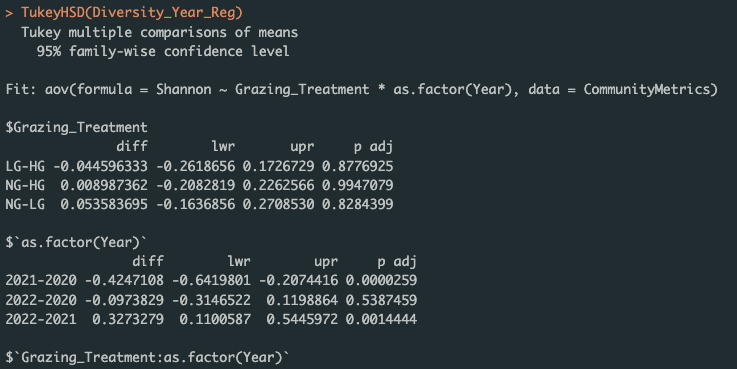 > TukeyHSD(Diversity_Year_Reg)
  Tukey multiple comparisons of means
    95% family-wise confidence level

Fit: aov(formula = Shannon ~ Grazing_Treatment * as.factor(Year), data = CommunityMetrics)

$Grazing_Treatment
              diff        lwr       upr     p adj
LG-HG -0.044596333 -0.2618656 0.1726729 0.8776925
NG-HG  0.008987362 -0.2082819 0.2262566 0.9947079
NG-LG  0.053583695 -0.1636856 0.2708530 0.8284399

$`as.factor(Year)`
                diff        lwr        upr     p adj
2021-2020 -0.4247108 -0.6419801 -0.2074416 0.0000259
2022-2020 -0.0973829 -0.3146522  0.1198864 0.5387459
2022-2021  0.3273279  0.1100587  0.5445972 0.0014444

$`Grazing_Treatment:as.factor(Year)`